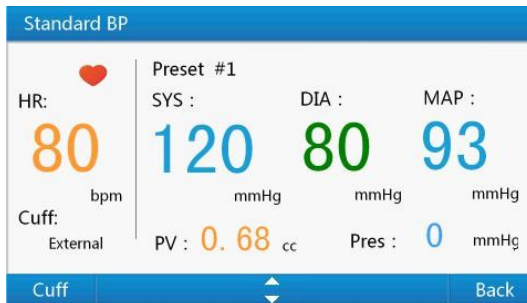 Standard BP
Preset #1
HR: SYS : DIA : MAP :
80 120 80 93
bpm mmHg mmHg mmHg
Cuff:
External PV : 0. 68 cc Pres : 0 mmHg
Cuff Back